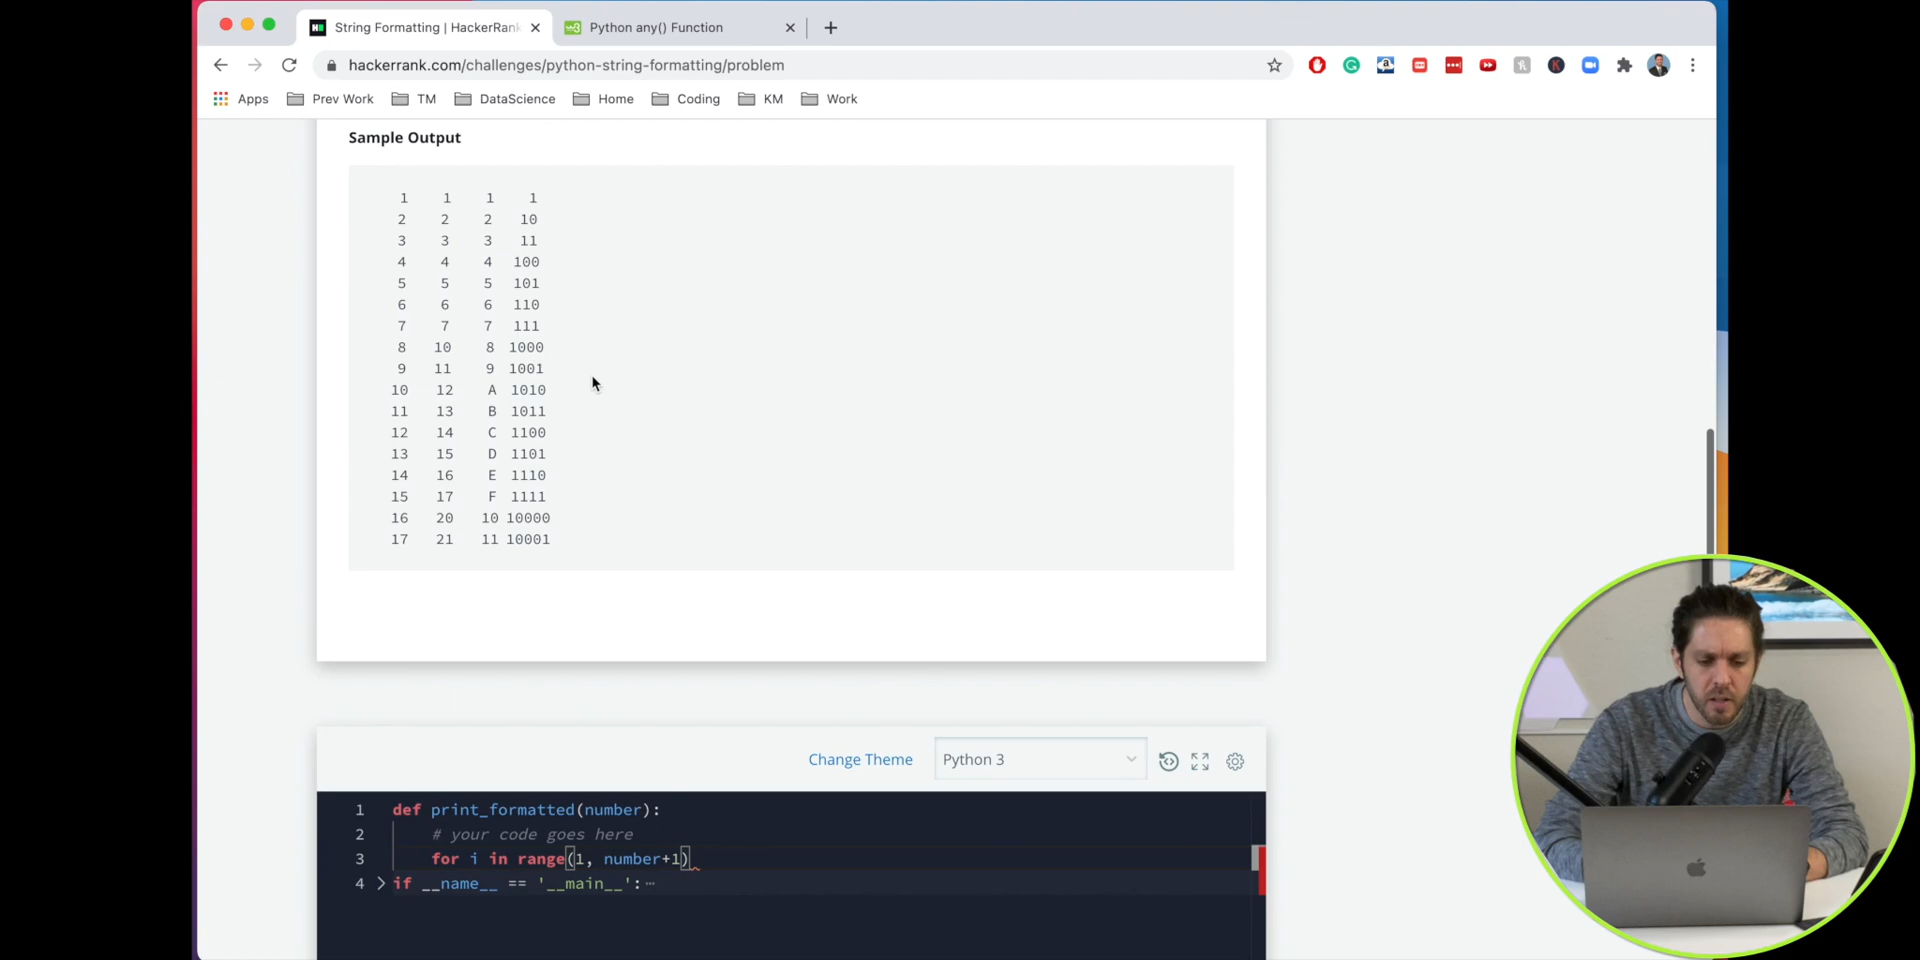 String Formatting | HackerRank
Python any() Function
hackerrank.com/challenges/python-string-formatting/problem
Apps Prev Work TM DataScience Home Coding KM Work
Sample Output
1 1 1 1
2 2 2 10
3 3 3 11
4 4 4 100
5 5 5 101
6 6 6 110
7 7 7 111
8 10 8 1000
9 11 9 1001
10 12 A 1010
11 13 B 1011
12 14 C 1100
13 15 D 1101
14 16 E 1110
15 17 F 1111
16 20 10 10000
17 21 11 10001
Change Theme Python 3
1 def print_formatted(number):
2 # your code goes here
3 for i in range(1, number+1)
4 if __name__ == '__main__':